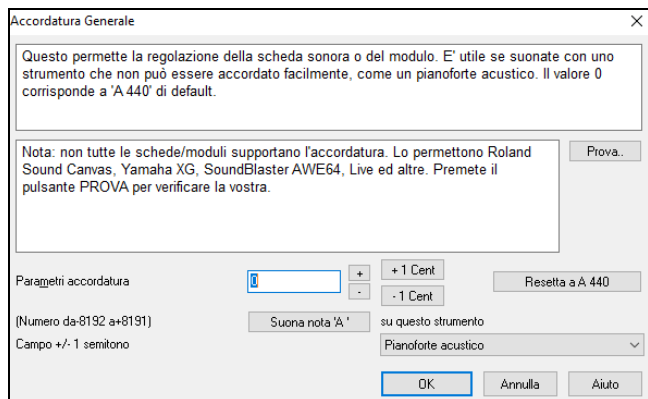 Accordatura Generale
Questo permette la regolazione della scheda sonora o del modulo. E' utile se suonate con uno
strumento che non può essere accordato facilmente, come un pianoforte acustico. Il valore 0
corrisponde a 'A 440' di default.
Nota: non tutte le schede/moduli supportano l'accordatura. Lo permettono Roland
Sound Canvas, Yamaha XG, SoundBlaster AWE64, Live ed altre. Premete il
pulsante PROVA per verificare la vostra.
Prova..
Parametri accordatura
0
+
-
+ 1 Cent
- 1 Cent
Resetta a A 440
(Numero da-8192 a+8191)
Suona nota 'A '
su questo strumento
Campo +/- 1 semitono
Pianoforte acustico
OK
Annulla
Aiuto